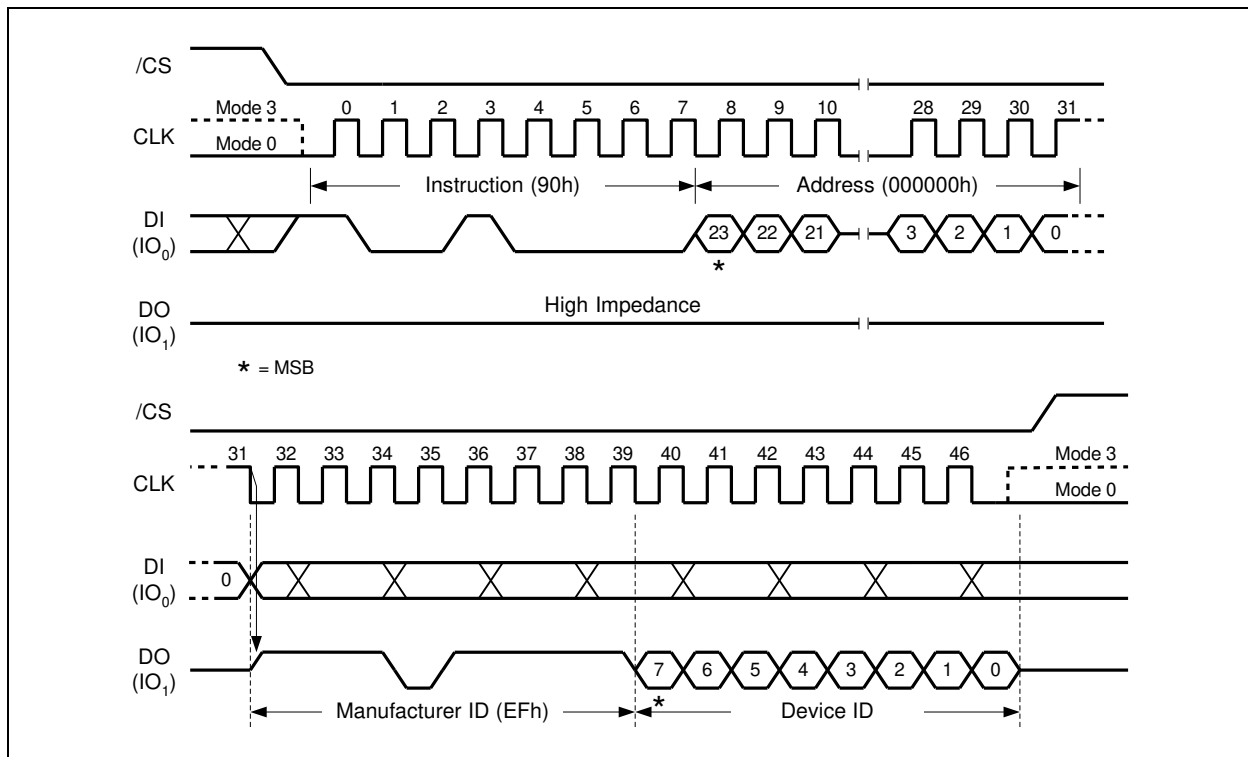 /CS
Mode 3 0 1 2 3 4 5 6 7 8 9 10 28 29 30 31
CLK
Mode 0
Instruction (90h) Address (000000h)
DI
(IO0) 23 22 21 3 2 1 0
*
DO High Impedance
(IO1)
* = MSB
/CS
31 32 33 34 35 36 37 38 39 40 41 42 43 44 45 46 Mode 3
CLK
Mode 0
DI
(IO0) 0
DO
(IO1) 7 6 5 4 3 2 1 0
*
Manufacturer ID (EFh) Device ID